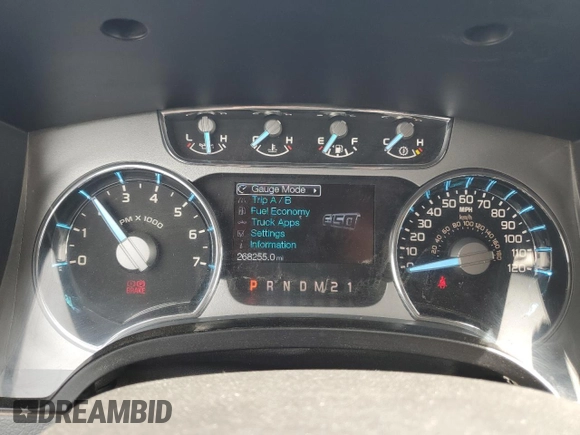 L H
C H
E F
C H
0 1 2 3 4 5 6 7
RPM X 1000
BRAKE
Gauge Mode
Trip A / B
Fuel Economy
Truck Apps
Settings
Information
268255.0 mi
P R N D M 2 1
10 20 30 40 50 60 70 80 90 100 110 120
MPH
km/h
DREAMBID